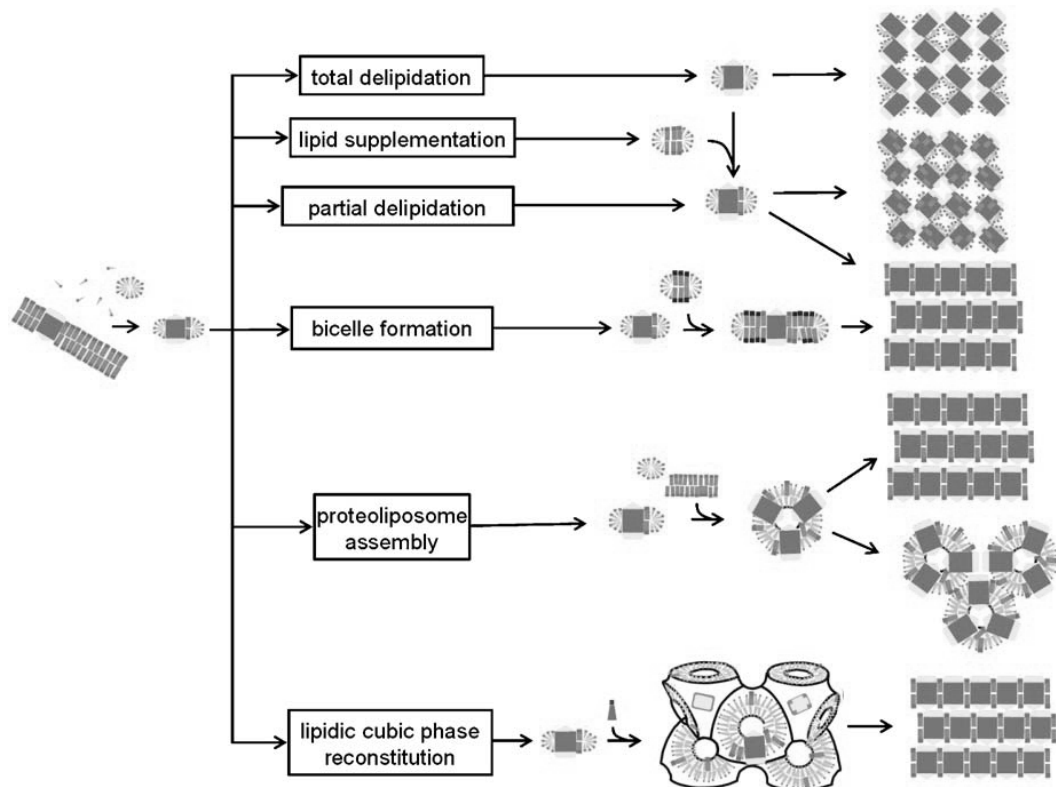 total delipidation
lipid supplementation
partial delipidation
bicelle formation
proteoliposome
assembly
lipidic cubic phase
reconstitution